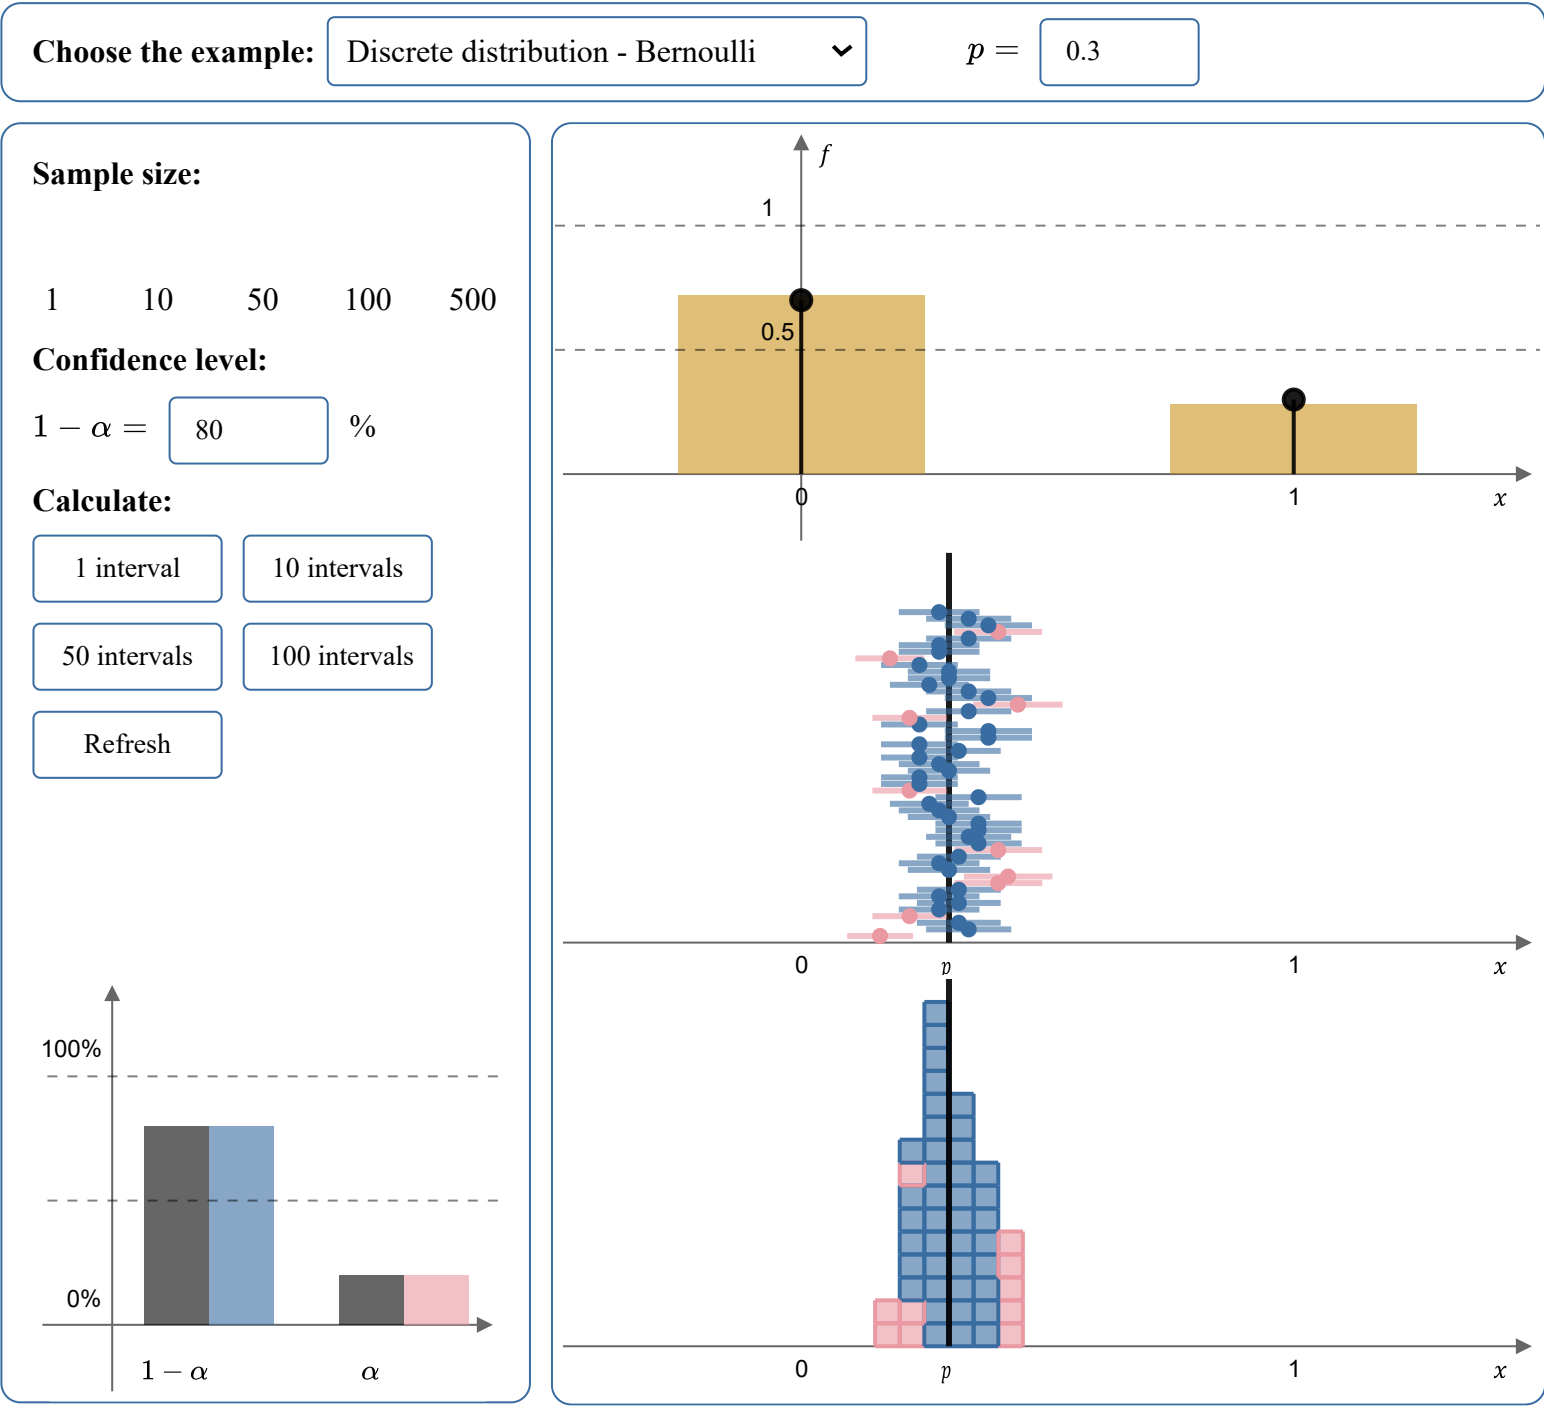 Choose the example: Discrete distribution - Bernoulli p = 0.3
Sample size:
1 10 50 100 500
Confidence level:
1 − α = 80 %
Calculate:
1 interval 10 intervals
50 intervals 100 intervals
Refresh
100%
0%
1 − α α
f
1
0.5
0 1 x
0 p 1 x
0 p 1 x